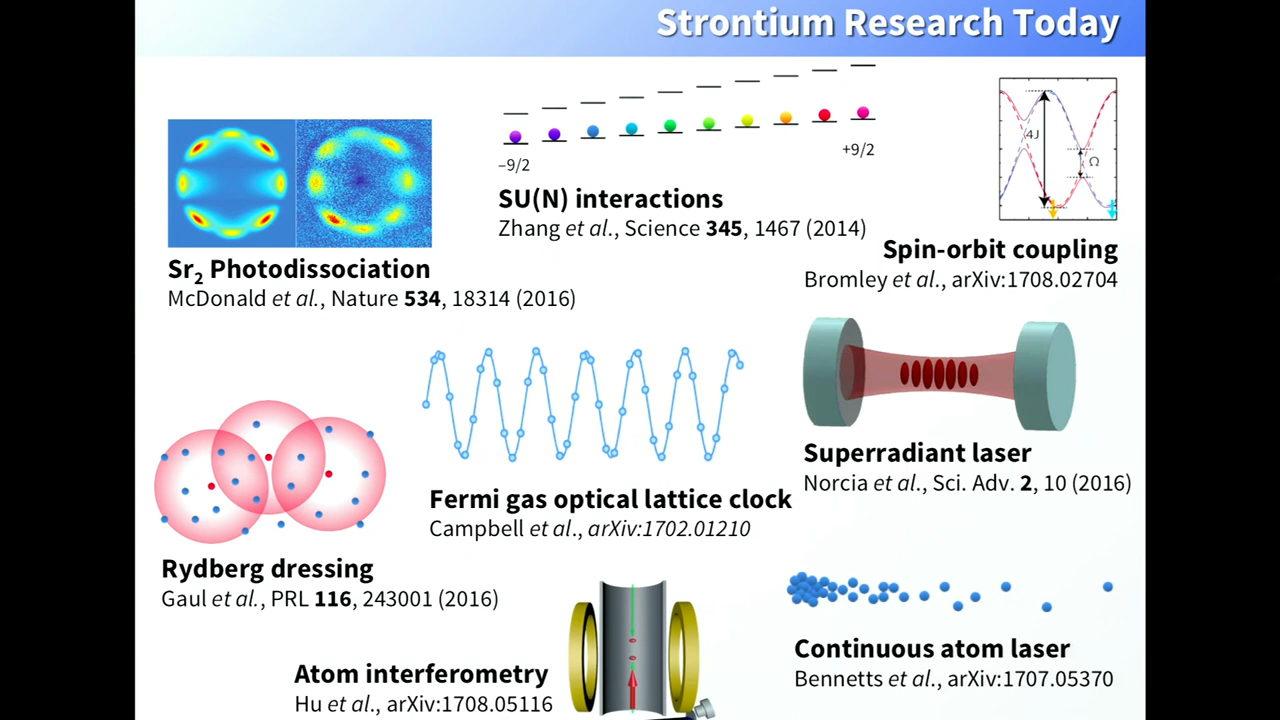 Strontium Research Today
–9/2
+9/2
SU(N) interactions
Zhang et al., Science 345, 1467 (2014)
4J
Ω
Spin-orbit coupling
Bromley et al., arXiv:1708.02704
Sr₂ Photodissociation
McDonald et al., Nature 534, 18314 (2016)
Fermi gas optical lattice clock
Campbell et al., arXiv:1702.01210
Superradiant laser
Norcia et al., Sci. Adv. 2, 10 (2016)
Rydberg dressing
Gaul et al., PRL 116, 243001 (2016)
Atom interferometry
Hu et al., arXiv:1708.05116
Continuous atom laser
Bennetts et al., arXiv:1707.05370